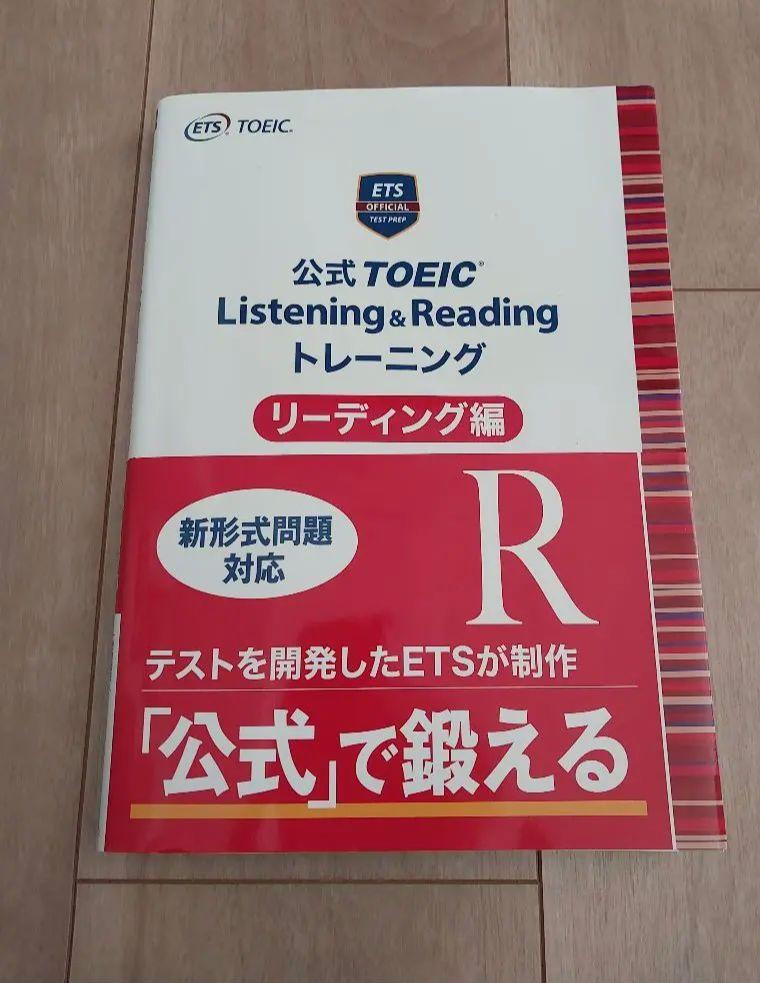 ETS® TOEIC®
ETS
OFFICIAL
TEST PREP
公式 TOEIC®
Listening & Reading
トレーニング
リーディング編
R
新形式問題
対応
テストを開発したETSが制作
「公式」で鍛える